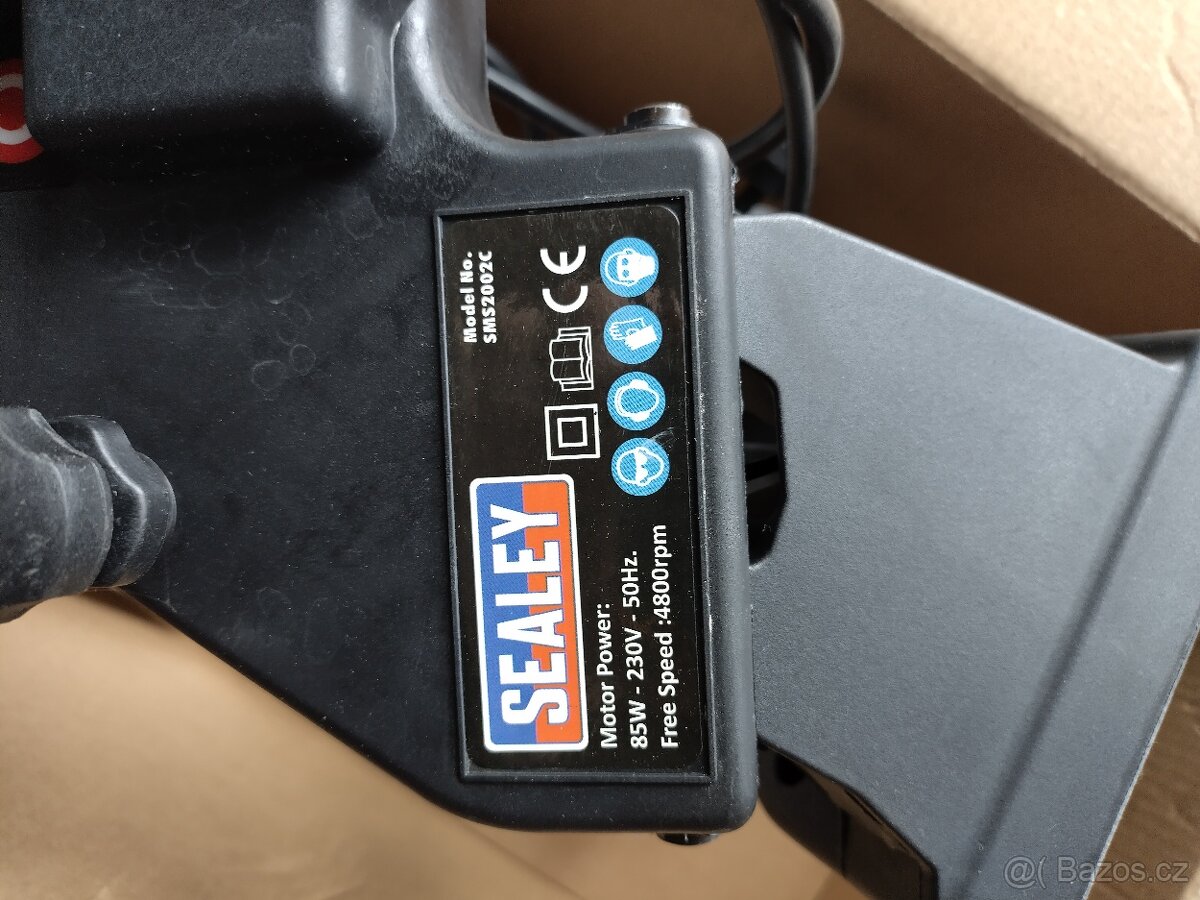 Model No.
SMS2002C
CE
SEALEY
Motor Power:
85W - 230V - 50Hz.
Free Speed :4800rpm
@( Bazos.cz